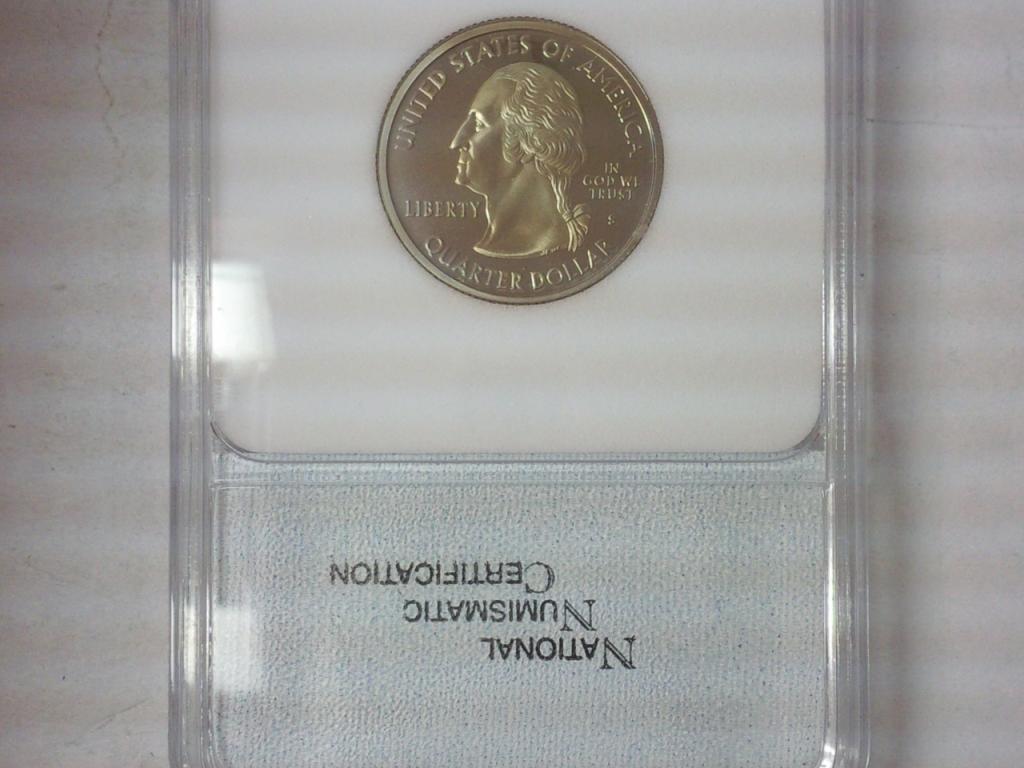 UNITED STATES OF AMERICA
LIBERTY
IN
GOD WE
TRUST
S
QUARTER DOLLAR
NATIONAL
NUMISMATIC
CERTIFICATION